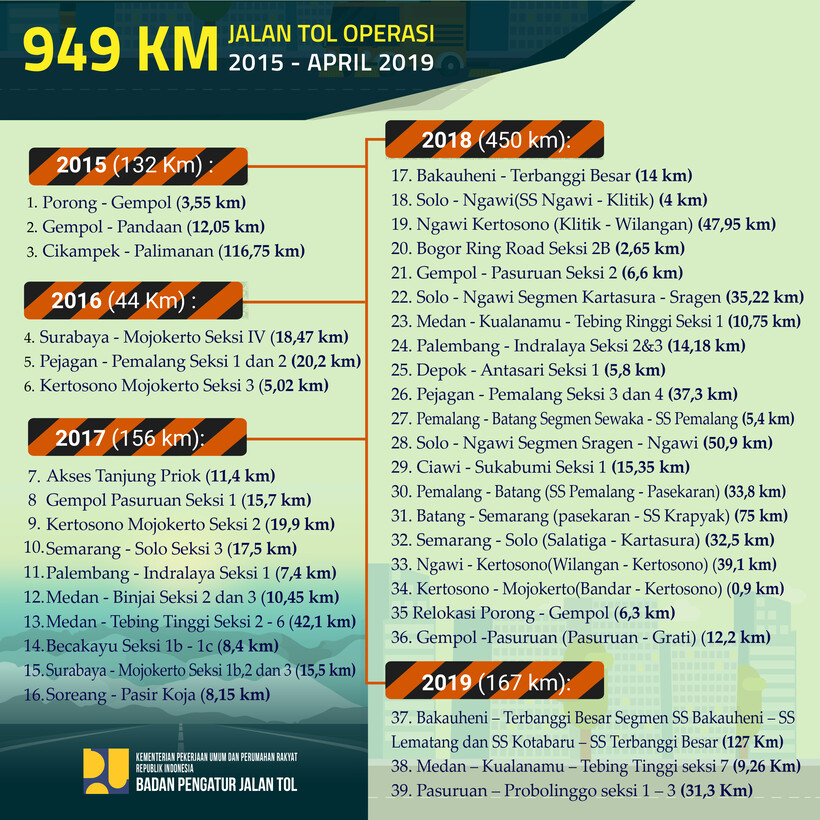 949 KM
JALAN TOL OPERASI
2015 - APRIL 2019
2015 (132 Km) :
1. Porong - Gempol (3,55 km)
2. Gempol - Pandaan (12,05 km)
3. Cikampek - Palimanan (116,75 km)
2016 (44 Km) :
4. Surabaya - Mojokerto Seksi IV (18,47 km)
5. Pejagan - Pemalang Seksi 1 dan 2 (20,2 km)
6. Kertosono Mojokerto Seksi 3 (5,02 km)
2017 (156 km):
7. Akses Tanjung Priok (11,4 km)
8 Gempol Pasuruan Seksi 1 (15,7 km)
9. Kertosono Mojokerto Seksi 2 (19,9 km)
10. Semarang - Solo Seksi 3 (17,5 km)
11. Palembang - Indralaya Seksi 1 (7,4 km)
12. Medan - Binjai Seksi 2 dan 3 (10,45 km)
13. Medan - Tebing Tinggi Seksi 2 - 6 (42,1 km)
14. Becakayu Seksi 1b - 1c (8,4 km)
15. Surabaya - Mojokerto Seksi 1b,2 dan 3 (15,5 km)
16. Soreang - Pasir Koja (8,15 km)
2018 (450 km):
17. Bakauheni - Terbanggi Besar (14 km)
18. Solo - Ngawi(SS Ngawi - Klitik) (4 km)
19. Ngawi Kertosono (Klitik - Wilangan) (47,95 km)
20. Bogor Ring Road Seksi 2B (2,65 km)
21. Gempol - Pasuruan Seksi 2 (6,6 km)
22. Solo - Ngawi Segmen Kartasura - Sragen (35,22 km)
23. Medan - Kualanamu - Tebing Ringgi Seksi 1 (10,75 km)
24. Palembang - Indralaya Seksi 2&3 (14,18 km)
25. Depok - Antasari Seksi 1 (5,8 km)
26. Pejagan - Pemalang Seksi 3 dan 4 (37,3 km)
27. Pemalang - Batang Segmen Sewaka - SS Pemalang (5,4 km)
28. Solo - Ngawi Segmen Sragen - Ngawi (50,9 km)
29. Ciawi - Sukabumi Seksi 1 (15,35 km)
30. Pemalang - Batang (SS Pemalang - Pasekaran) (33,8 km)
31. Batang - Semarang (pasekaran - SS Krapyak) (75 km)
32. Semarang - Solo (Salatiga - Kartasura) (32,5 km)
33. Ngawi - Kertosono(Wilangan - Kertosono) (39,1 km)
34. Kertosono - Mojokerto(Bandar - Kertosono) (0,9 km)
35 Relokasi Porong - Gempol (6,3 km)
36. Gempol -Pasuruan (Pasuruan - Grati) (12,2 km)
2019 (167 km):
37. Bakauheni – Terbanggi Besar Segmen SS Bakauheni – SS
Lematang dan SS Kotabaru – SS Terbanggi Besar (127 Km)
38. Medan – Kualanamu – Tebing Tinggi seksi 7 (9,26 Km)
39. Pasuruan – Probolinggo seksi 1 – 3 (31,3 Km)
KEMENTERIAN PEKERJAAN UMUM DAN PERUMAHAN RAKYAT
REPUBLIK INDONESIA
BADAN PENGATUR JALAN TOL